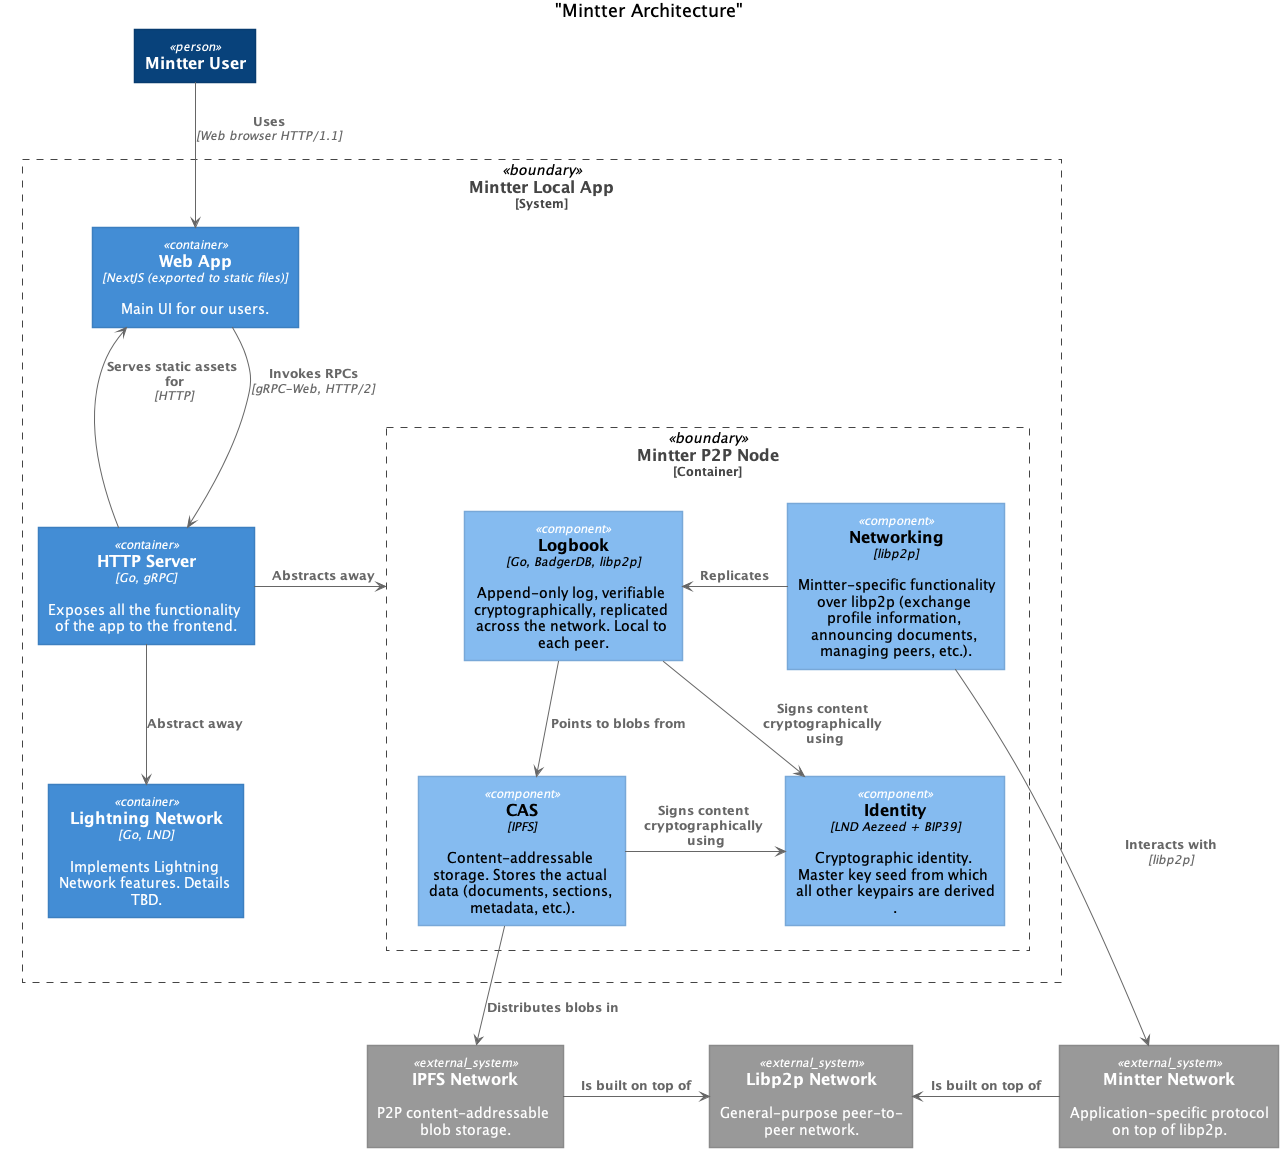 "Mintter Architecture"
«person»
Mintter User
Uses
[Web browser HTTP/1.1]
«boundary»
Mintter Local App
[System]
«container»
Web App
[NextJS (exported to static files)]
Main UI for our users.
Serves static assets
for
[HTTP]
Invokes RPCs
[gRPC-Web, HTTP/2]
«boundary»
Mintter P2P Node
[Container]
«component»
Logbook
[Go, BadgerDB, libp2p]
Append-only log, verifiable
cryptographically, replicated
across the network. Local to
each peer.
Replicates
«component»
Networking
[libp2p]
Mintter-specific functionality
over libp2p (exchange
profile information,
announcing documents,
managing peers, etc.).
«container»
HTTP Server
[Go, gRPC]
Exposes all the functionality
of the app to the frontend.
Abstracts away
Abstract away
Points to blobs from
Signs content
cryptographically
using
«container»
Lightning Network
[Go, LND]
Implements Lightning
Network features. Details
TBD.
«component»
CAS
[IPFS]
Content-addressable
storage. Stores the actual
data (documents, sections,
metadata, etc.).
Signs content
cryptographically
using
«component»
Identity
[LND Aezeed + BIP39]
Cryptographic identity.
Master key seed from which
all other keypairs are derived
.
Interacts with
[libp2p]
Distributes blobs in
«external_system»
IPFS Network
P2P content-addressable
blob storage.
Is built on top of
«external_system»
Libp2p Network
General-purpose peer-to-
peer network.
Is built on top of
«external_system»
Mintter Network
Application-specific protocol
on top of libp2p.